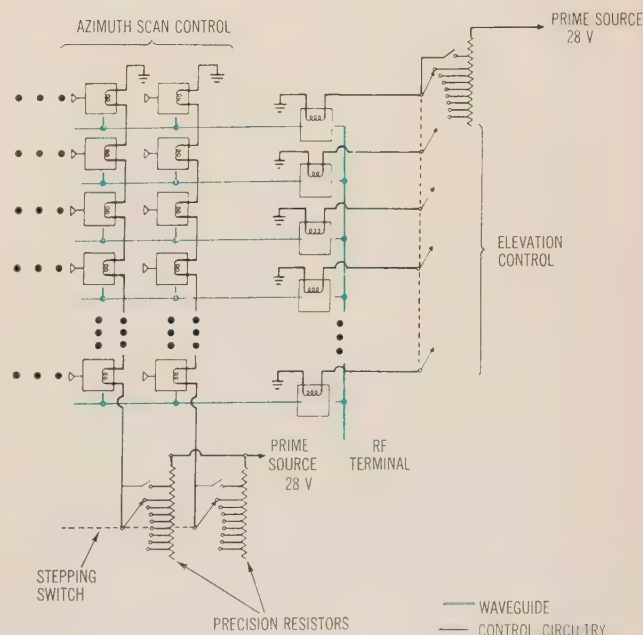 AZIMUTH SCAN CONTROL
PRIME SOURCE
28 V
ELEVATION
CONTROL
PRIME
SOURCE
28 V
RF
TERMINAL
STEPPING
SWITCH
PRECISION RESISTORS
WAVEGUIDE
CONTROL CIRCUITRY